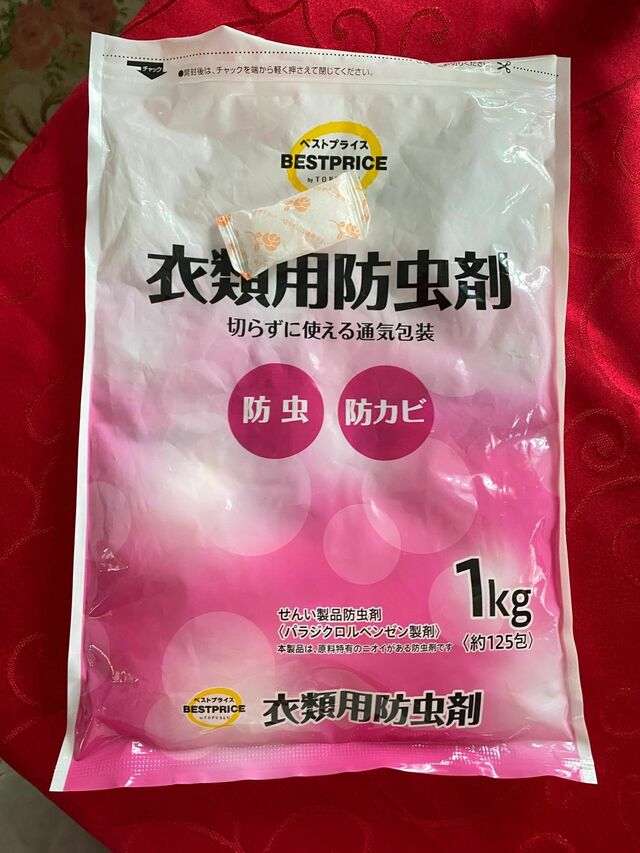 チャック
●開封後は、チャックを端から軽く押さえて閉じてください。
ベストプライス
BESTPRICE
by
衣類用防虫剤
切らずに使える通気包装
防虫
防カビ
1kg
〈約125包〉
せんい製品防虫剤
〈パラジクロルベンゼン製剤〉
本製品は、原料特有のニオイがある防虫剤です
ベストプライス
BESTPRICE
by TOPVALU
衣類用防虫剤